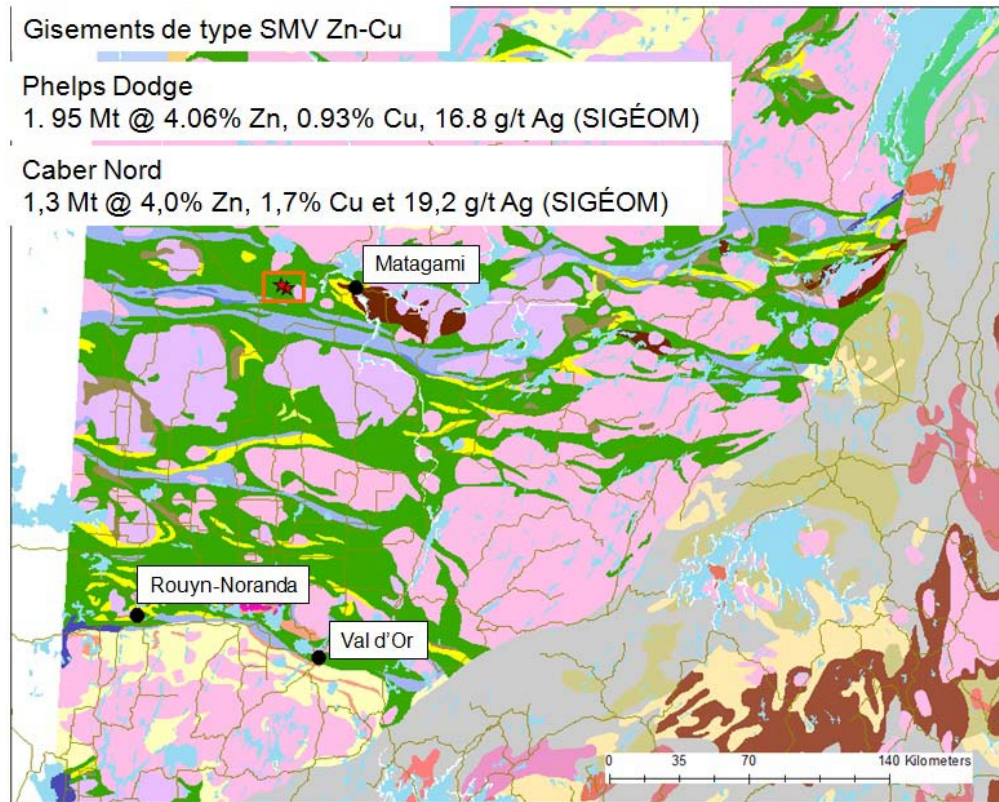 Gisements de type SMV Zn-Cu
Phelps Dodge
1. 95 Mt @ 4.06% Zn, 0.93% Cu, 16.8 g/t Ag (SIGÉOM)
Caber Nord
1,3 Mt @ 4,0% Zn, 1,7% Cu et 19,2 g/t Ag (SIGÉOM)
Matagami
Rouyn-Noranda
Val d'Or
0 35 70 140 Kilometers